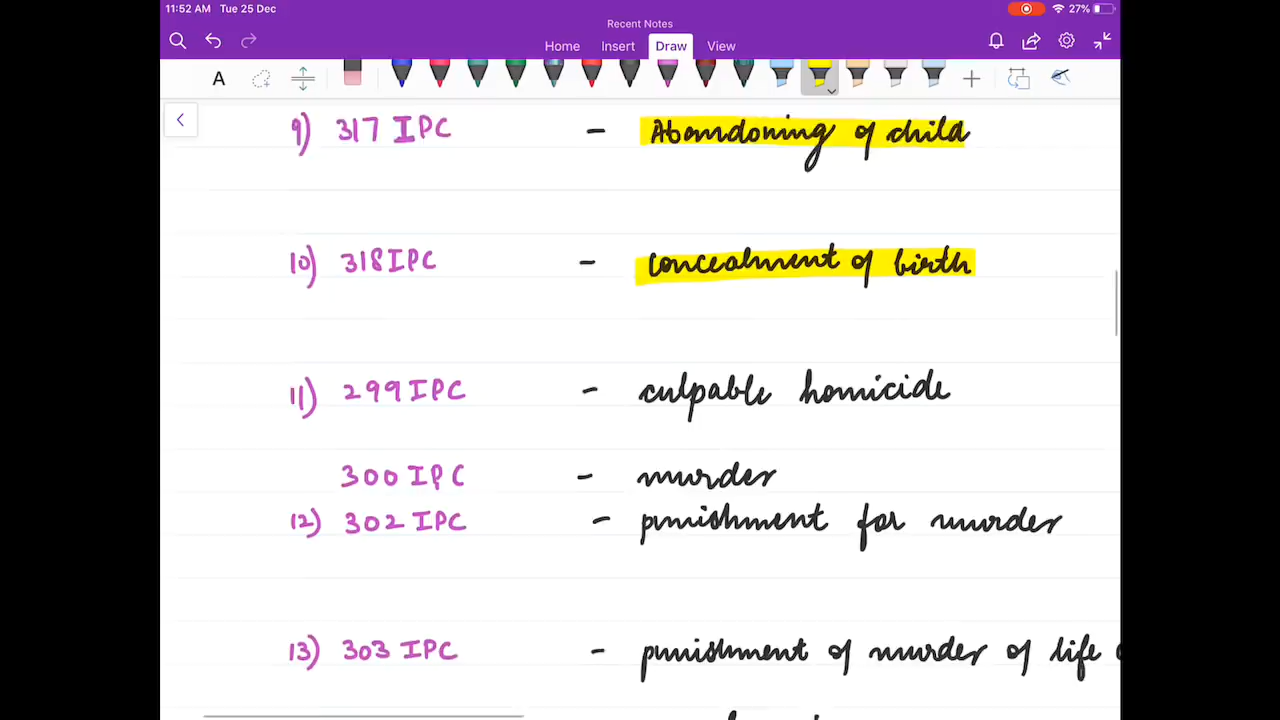 11:52 AM Tue 25 Dec
27%
Recent Notes
Home Insert Draw View
A
9) 317 IPC - Abandoning of child
10) 318 IPC - concealment of birth
11) 299 IPC - culpable homicide
300 IPC - murder
12) 302 IPC - punishment for murder
13) 303 IPC - punishment of murder of life